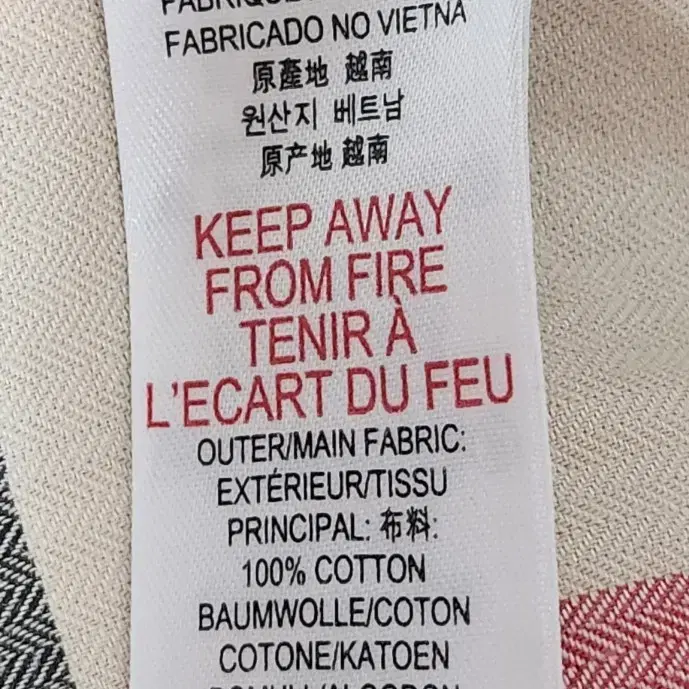 FABRICADO NO VIETNÃ
原產地 越南
원산지 베트남
原产地 越南
KEEP AWAY
FROM FIRE
TENIR À
L'ECART DU FEU
OUTER/MAIN FABRIC:
EXTÉRIEUR/TISSU
PRINCIPAL: 布料:
100% COTTON
BAUMWOLLE/COTON
COTONE/KATOEN